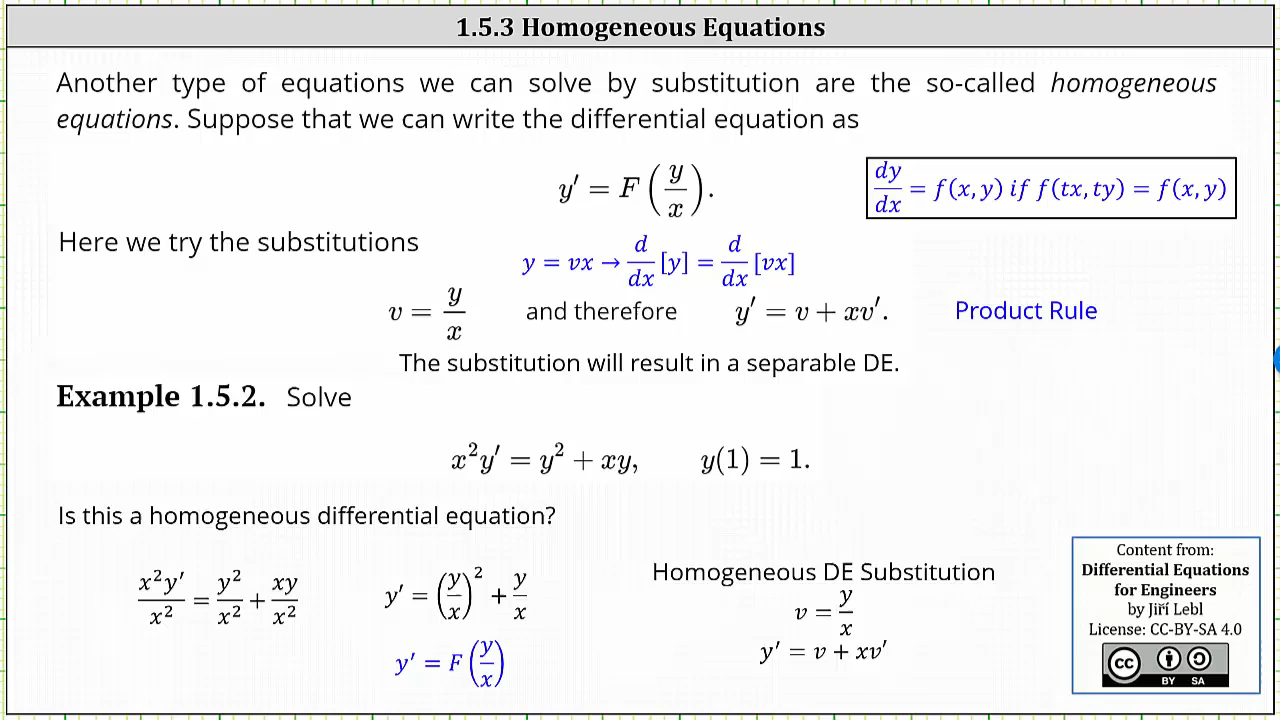 1.5.3 Homogeneous Equations
Another type of equations we can solve by substitution are the so-called homogeneous
equations. Suppose that we can write the differential equation as
y′ = F(y/x).
dy/dx = f(x, y) if f(tx, ty) = f(x, y)
Here we try the substitutions
y = vx → d/dx [y] = d/dx [vx]
v = y/x and therefore y′ = v + xv′. Product Rule
The substitution will result in a separable DE.
Example 1.5.2. Solve
x²y′ = y² + xy, y(1) = 1.
Is this a homogeneous differential equation?
x²y′/x² = y²/x² + xy/x²
y′ = (y/x)² + y/x
y′ = F(y/x)
Homogeneous DE Substitution
v = y/x
y′ = v + xv′
Content from:
Differential Equations
for Engineers
by Jiří Lebl
License: CC-BY-SA 4.0
cc
BY SA